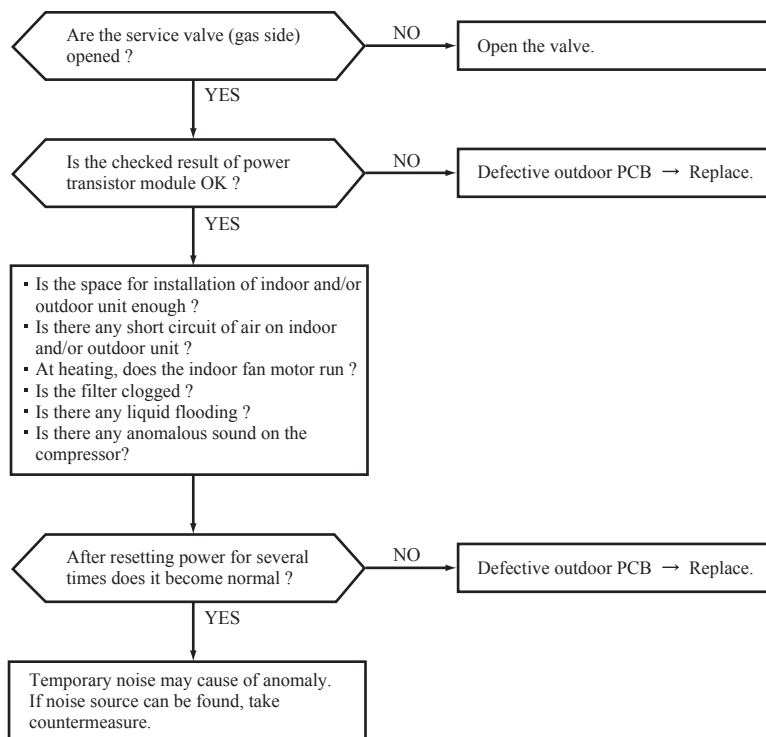 Are the service valve (gas side)
opened ?
NO
Open the valve.
YES
Is the checked result of power
transistor module OK ?
NO
Defective outdoor PCB → Replace.
YES
▪ Is the space for installation of indoor and/or
outdoor unit enough ?
▪ Is there any short circuit of air on indoor
and/or outdoor unit ?
▪ At heating, does the indoor fan motor run ?
▪ Is the filter clogged ?
▪ Is there any liquid flooding ?
▪ Is there any anomalous sound on the
compressor?
After resetting power for several
times does it become normal ?
NO
Defective outdoor PCB → Replace.
YES
Temporary noise may cause of anomaly.
If noise source can be found, take
countermeasure.